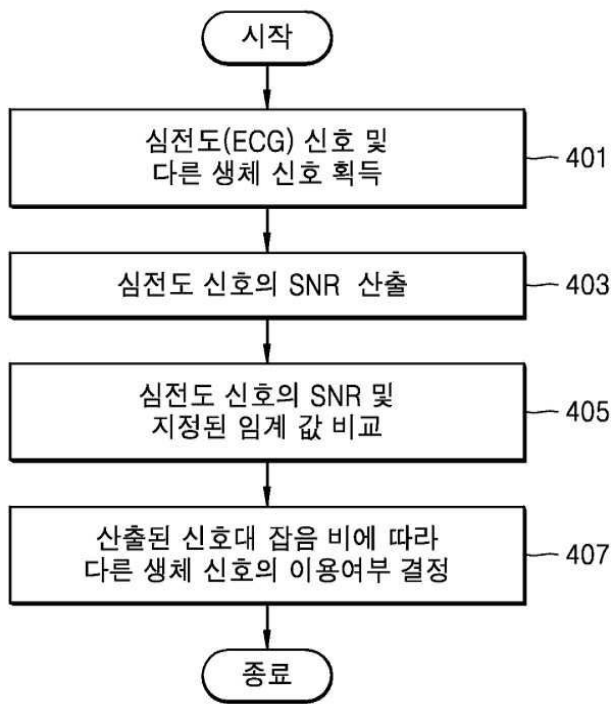 시작
심전도(ECG) 신호 및
다른 생체 신호 획득
401
심전도 신호의 SNR 산출
403
심전도 신호의 SNR 및
지정된 임계 값 비교
405
산출된 신호대 잡음 비에 따라
다른 생체 신호의 이용여부 결정
407
종료